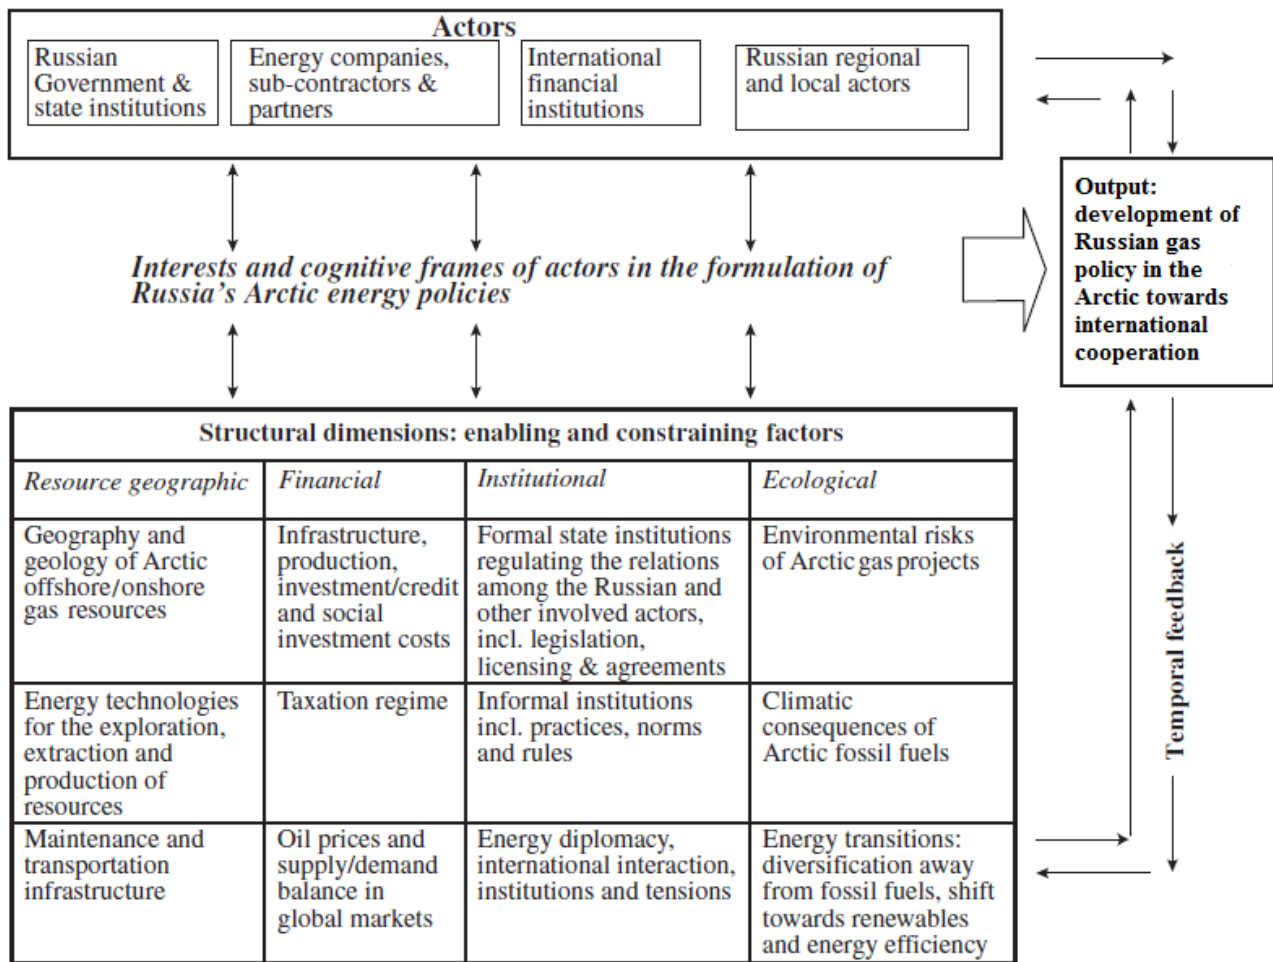 Actors
Russian
Government &
state institutions
Energy companies,
sub-contractors &
partners
International
financial
institutions
Russian regional
and local actors
Output:
development of
Russian gas
policy in the
Arctic towards
international
cooperation
Interests and cognitive frames of actors in the formulation of
Russia's Arctic energy policies
Structural dimensions: enabling and constraining factors
Resource geographic
Financial
Institutional
Ecological
Geography and
geology of Arctic
offshore/onshore
gas resources
Infrastructure,
production,
investment/credit
and social
investment costs
Formal state institutions
regulating the relations
among the Russian and
other involved actors,
incl. legislation,
licensing & agreements
Environmental risks
of Arctic gas projects
Energy technologies
for the exploration,
extraction and
production of
resources
Taxation regime
Informal institutions
incl. practices, norms
and rules
Climatic
consequences of
Arctic fossil fuels
Maintenance and
transportation
infrastructure
Oil prices and
supply/demand
balance in
global markets
Energy diplomacy,
international interaction,
institutions and tensions
Energy transitions:
diversification away
from fossil fuels, shift
towards renewables
and energy efficiency
Temporal feedback